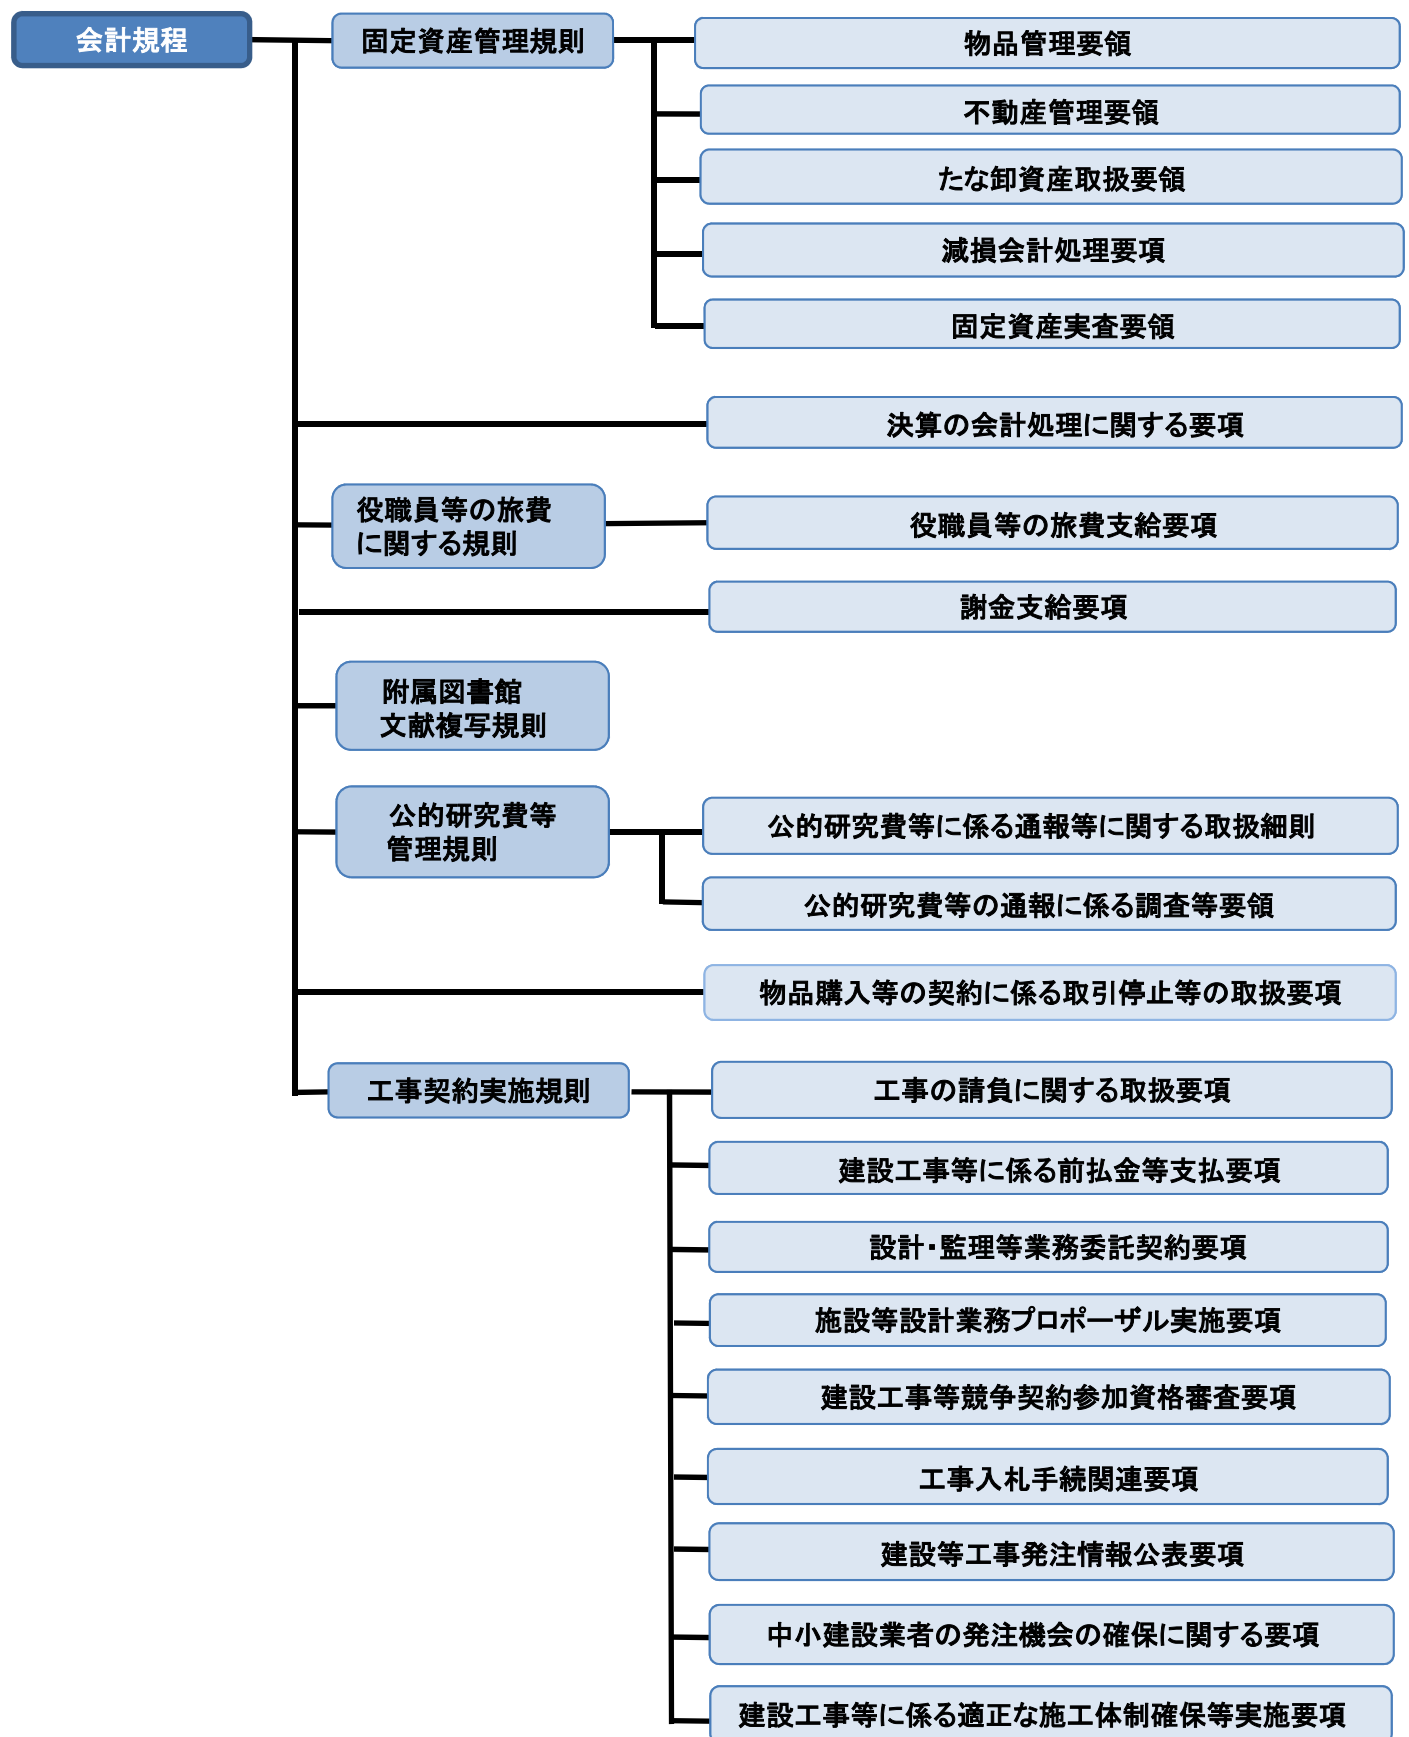 会計規程
固定資産管理規則
物品管理要領
不動産管理要領
たな卸資産取扱要領
減損会計処理要項
固定資産実査要領
決算の会計処理に関する要項
役職員等の旅費
に関する規則
役職員等の旅費支給要項
謝金支給要項
附属図書館
文献複写規則
公的研究費等
管理規則
公的研究費等に係る通報等に関する取扱細則
公的研究費等の通報に係る調査等要領
物品購入等の契約に係る取引停止等の取扱要項
工事契約実施規則
工事の請負に関する取扱要項
建設工事等に係る前払金等支払要項
設計・監理等業務委託契約要項
施設等設計業務プロポーザル実施要項
建設工事等競争契約参加資格審査要項
工事入札手続関連要項
建設等工事発注情報公表要項
中小建設業者の発注機会の確保に関する要項
建設工事等に係る適正な施工体制確保等実施要項